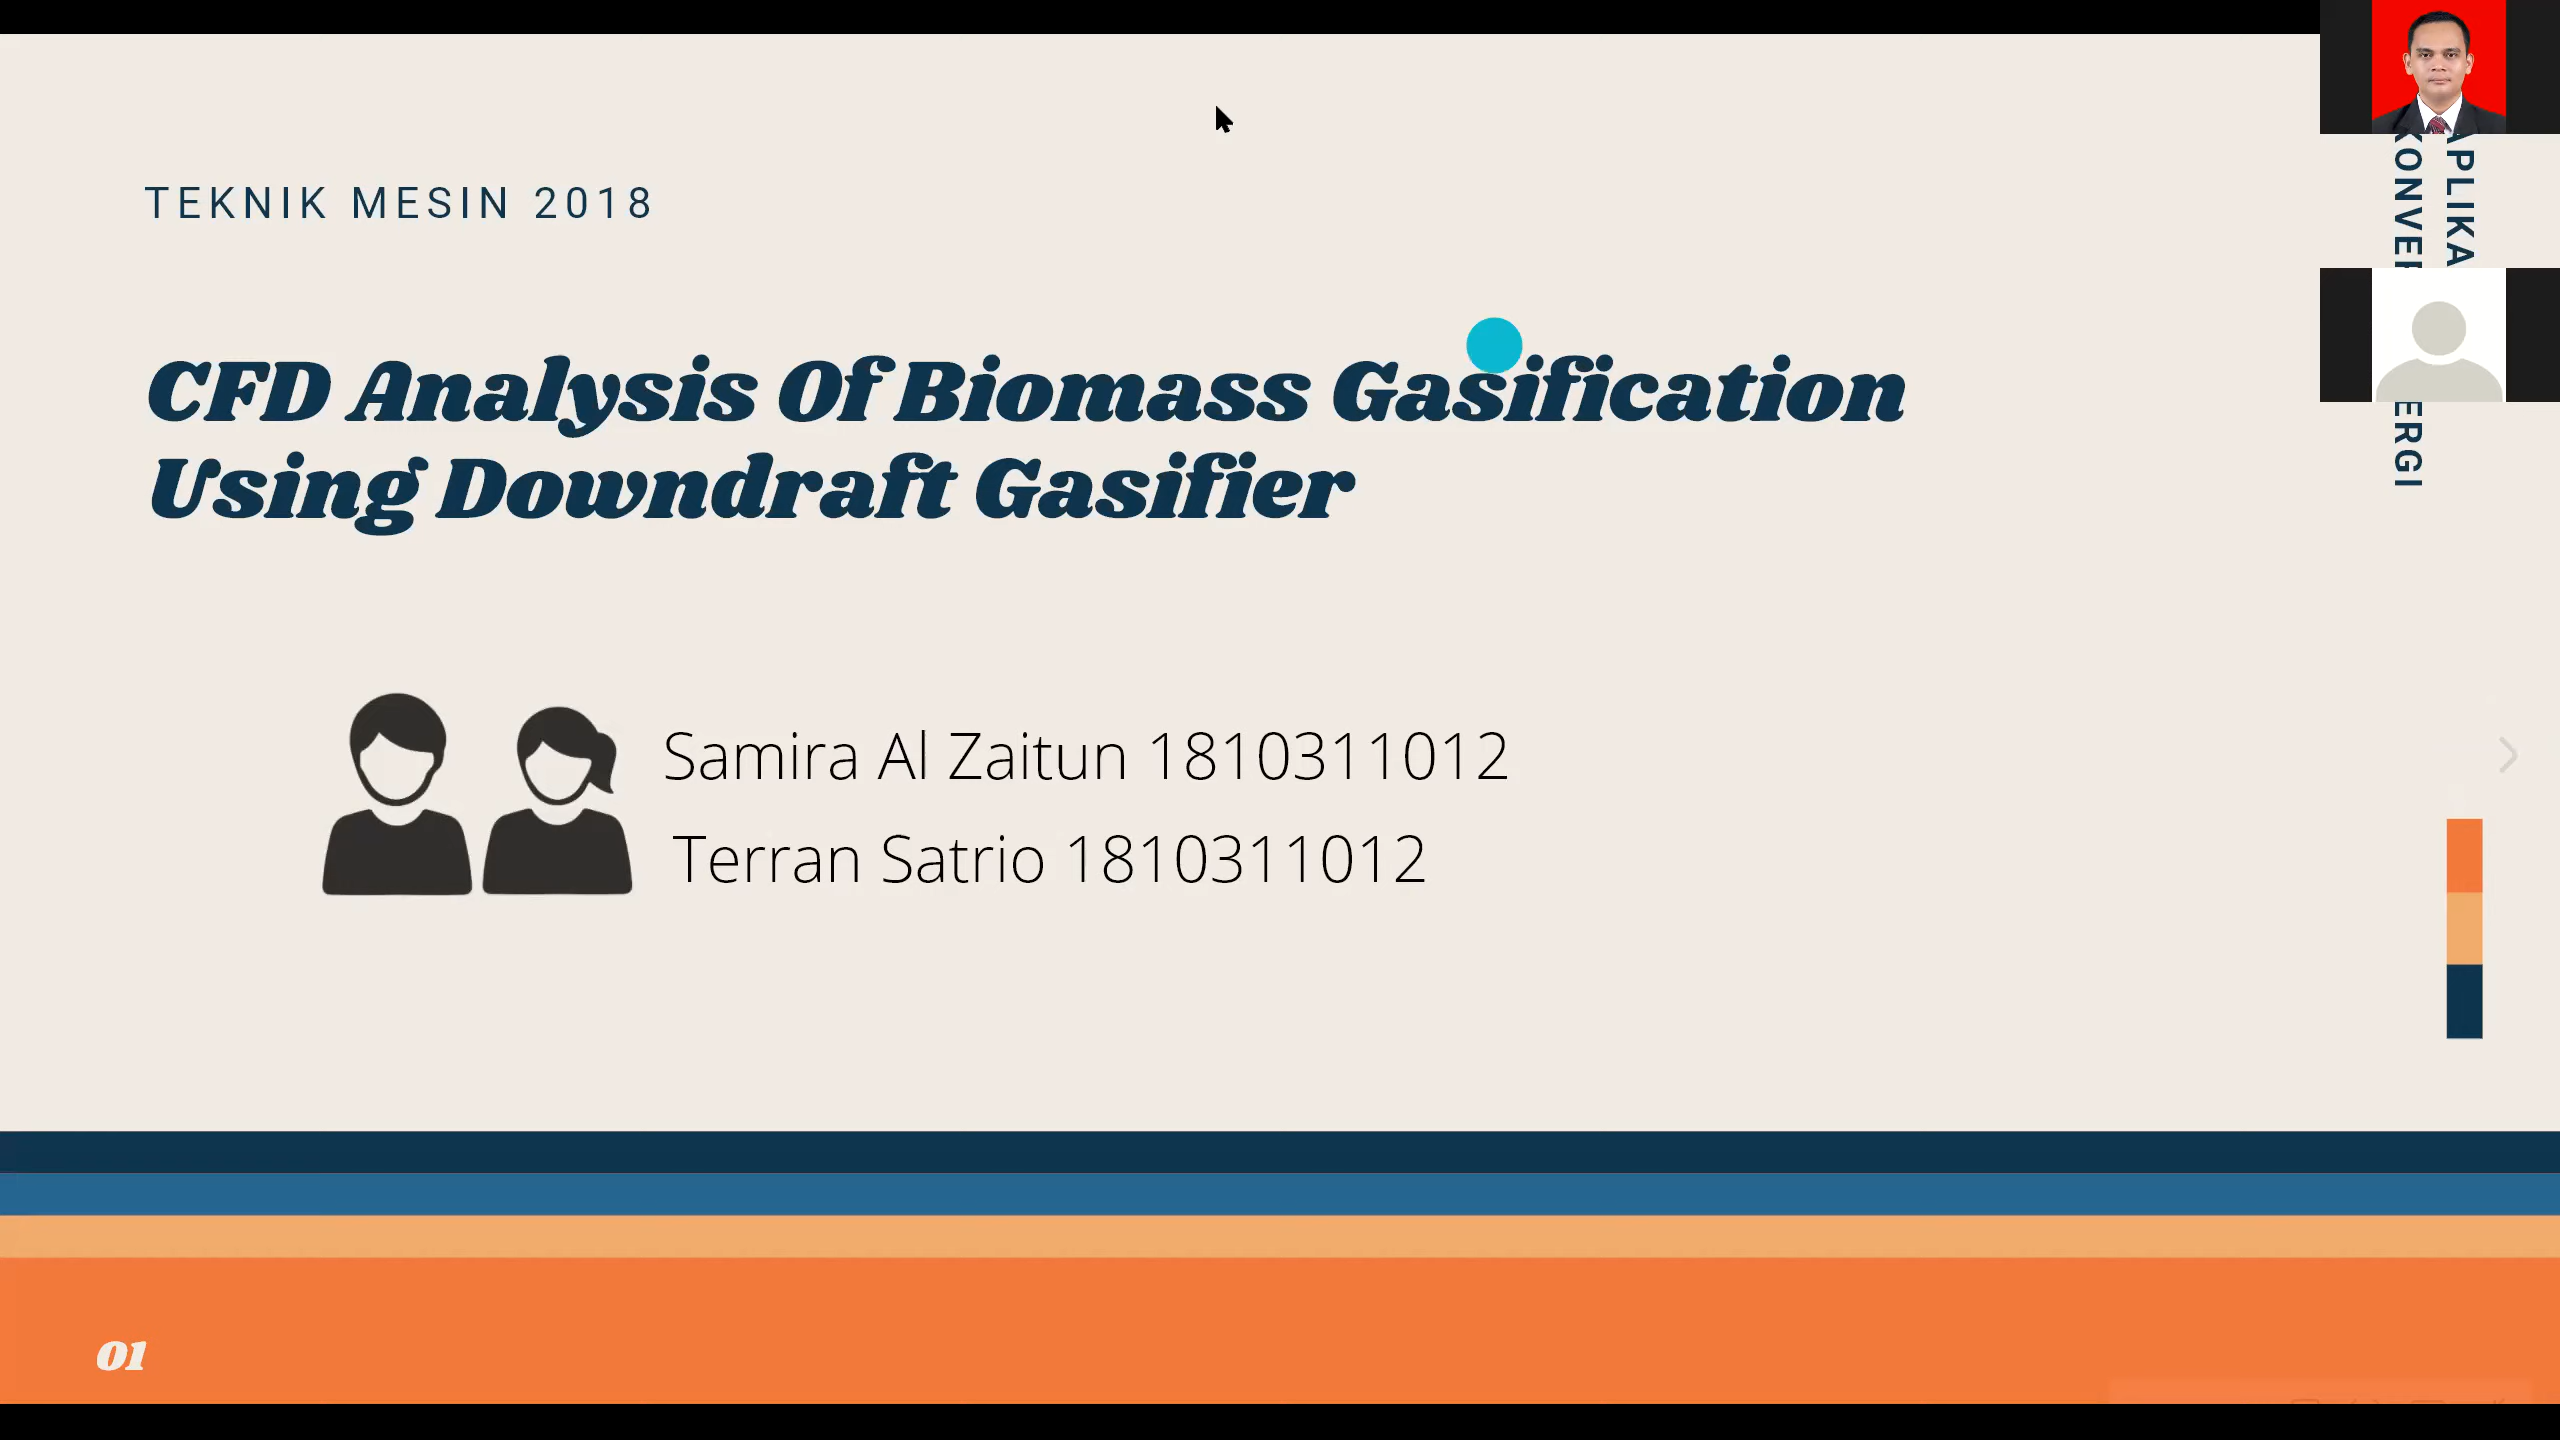 TEKNIK MESIN 2018
CFD Analysis Of Biomass Gasification
Using Downdraft Gasifier
Samira Al Zaitun 1810311012
Terran Satrio 1810311012
01